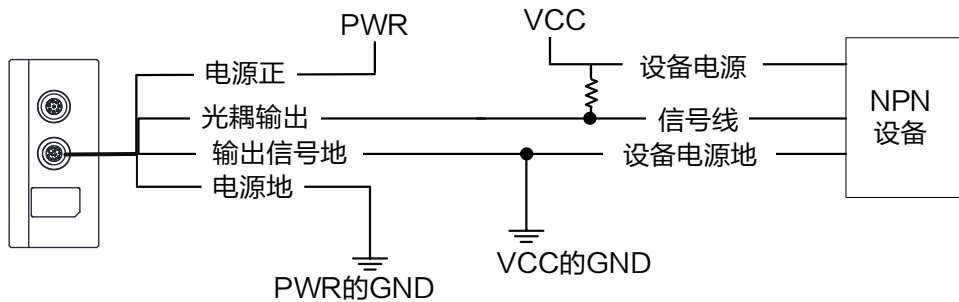 PWR
VCC
电源正
设备电源
光耦输出
信号线
NPN
设备
输出信号地
设备电源地
电源地
PWR的GND
VCC的GND